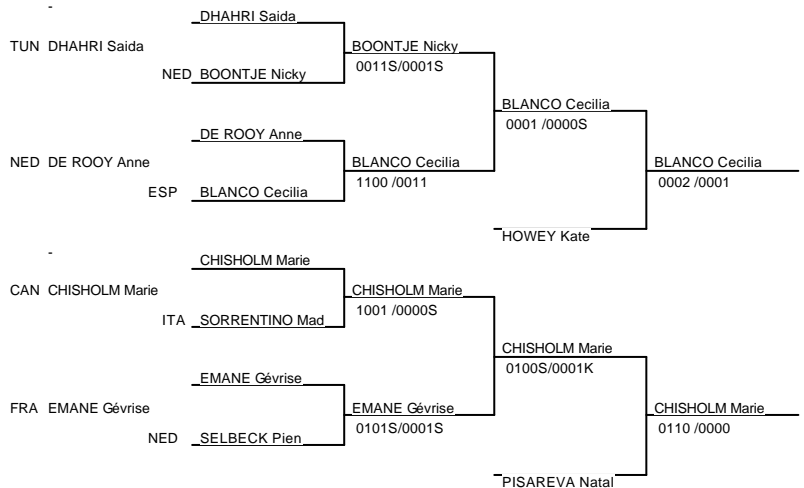 -
DHAHRI Saida
TUN DHAHRI Saida
BOONTJE Nicky
0011S/0001S
NED BOONTJE Nicky
BLANCO Cecilia
0001 /0000S
DE ROOY Anne
NED DE ROOY Anne
BLANCO Cecilia
1100 /0011
BLANCO Cecilia
0002 /0001
ESP BLANCO Cecilia
HOWEY Kate
-
CHISHOLM Marie
CAN CHISHOLM Marie
CHISHOLM Marie
1001 /0000S
ITA SORRENTINO Mad
CHISHOLM Marie
0100S/0001K
EMANE Gévrise
FRA EMANE Gévrise
EMANE Gévrise
0101S/0001S
CHISHOLM Marie
0110 /0000
NED SELBECK Pien
PISAREVA Natal